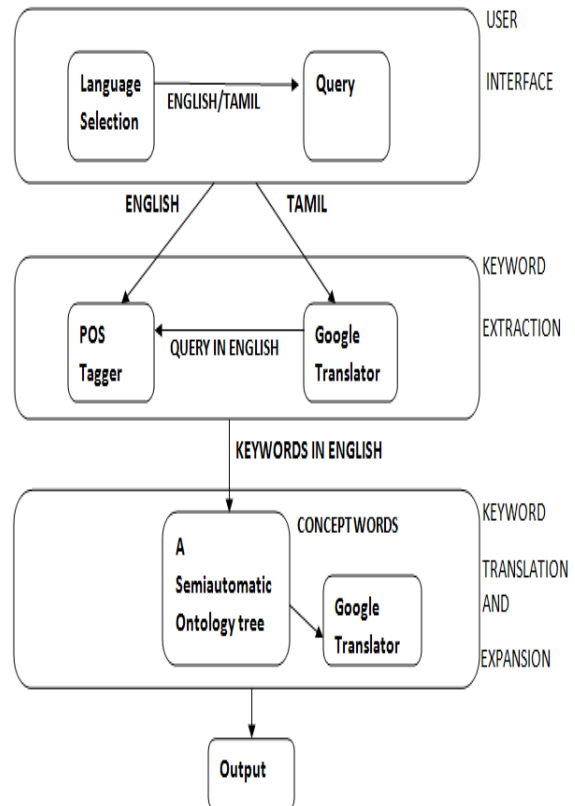 USER
INTERFACE
Language
Selection
ENGLISH/TAMIL
Query
ENGLISH
TAMIL
KEYWORD
EXTRACTION
POS
Tagger
QUERY IN ENGLISH
Google
Translator
KEYWORDS IN ENGLISH
KEYWORD
TRANSLATION
AND
EXPANSION
CONCEPT WORDS
A
Semiautomatic
Ontology tree
Google
Translator
Output